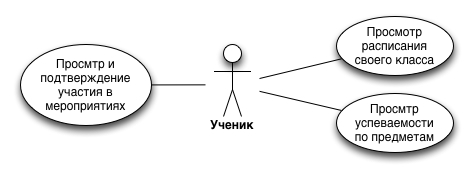 Просмтр и
подтверждение
участия в
мероприятиях
Ученик
Просмотр
расписания
своего класса
Просмтр
успеваемости
по предметам